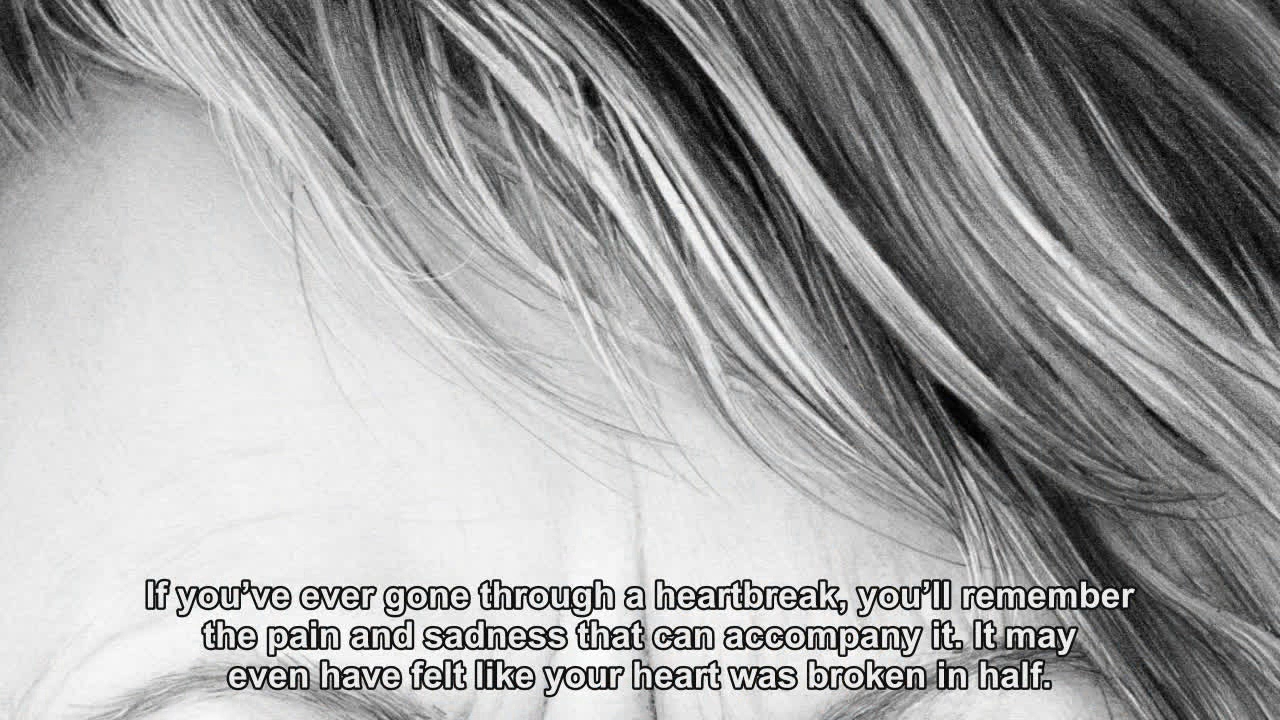 If you’ve ever gone through a heartbreak, you’ll remember
the pain and sadness that can accompany it. It may
even have felt like your heart was broken in half.